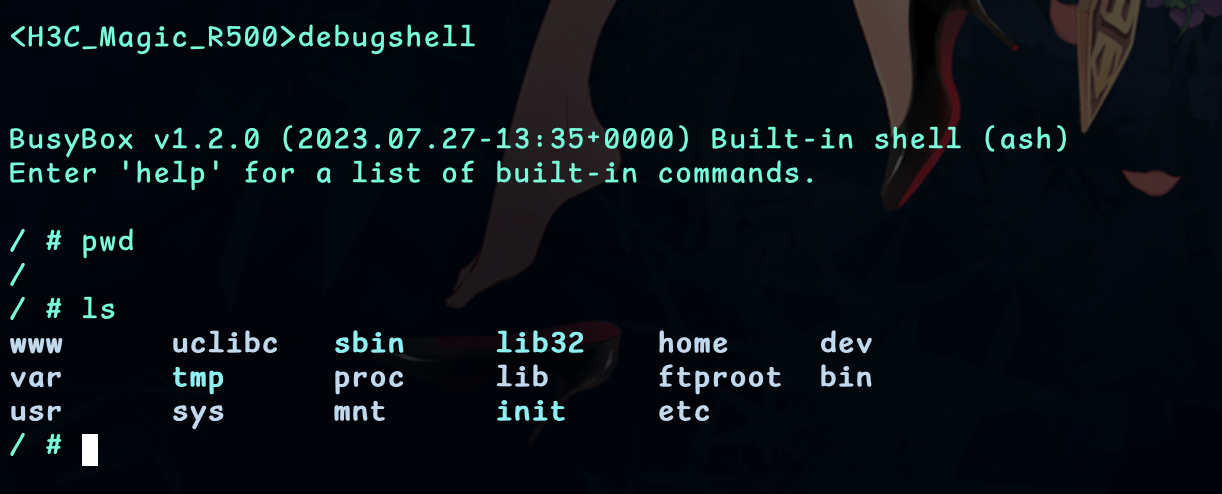 <H3C_Magic_R500>debugshell
BusyBox v1.2.0 (2023.07.27-13:35+0000) Built-in shell (ash)
Enter 'help' for a list of built-in commands.
/ # pwd
/
/ # ls
www uclibc sbin lib32 home dev
var tmp proc lib ftproot bin
usr sys mnt init etc
/ #